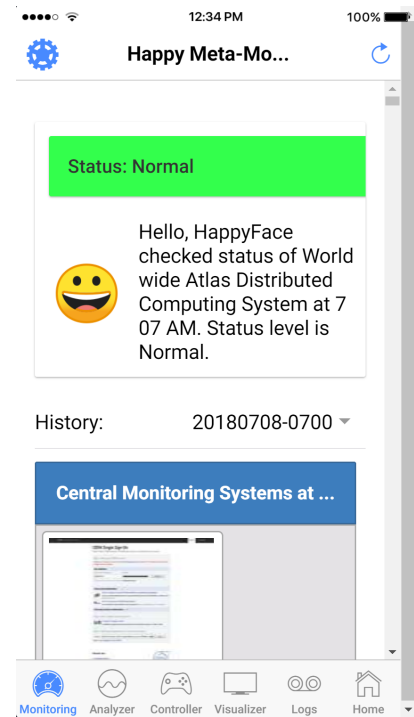 12:34 PM
100%
Happy Meta-Mo...
Status: Normal
Hello, HappyFace
checked status of World
wide Atlas Distributed
Computing System at 7
07 AM. Status level is
Normal.
History:
20180708-0700
Central Monitoring Systems at ...
Monitoring
Analyzer
Controller
Visualizer
Logs
Home